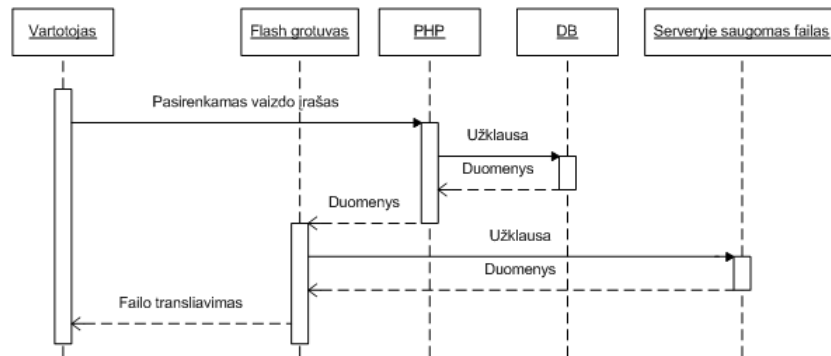 Vartotojas
Flash grotuvas
PHP
DB
Serveryje saugomas failas
Pasirenkamas vaizdo įrašas
Užklausa
Duomenys
Duomenys
Užklausa
Duomenys
Failo transliavimas